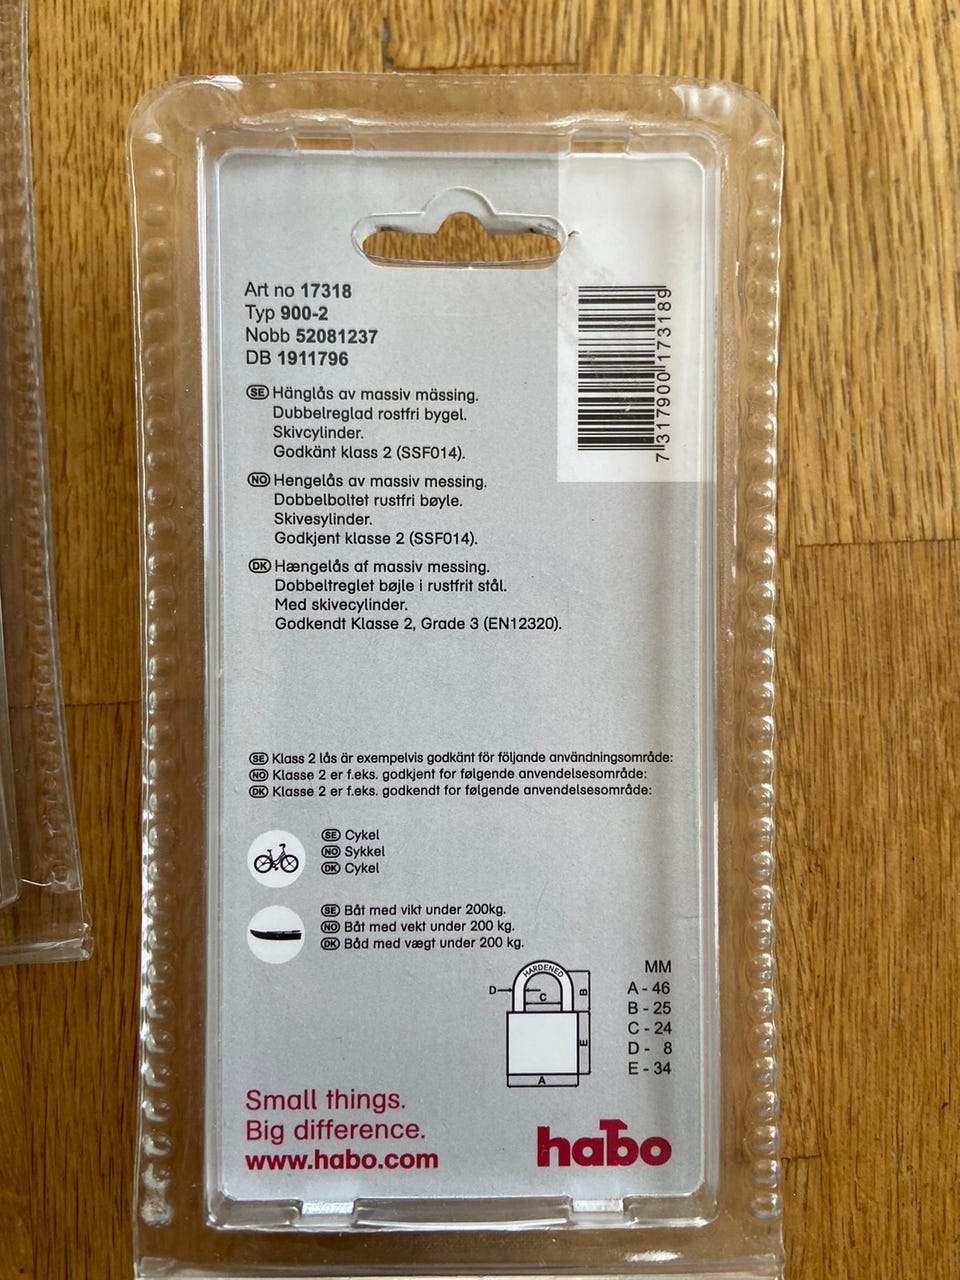 Art no 17318
Typ 900-2
Nobb 52081237
DB 1911796
SE Hänglås av massiv mässing.
Dubbelreglad rostfri bygel.
Skivcylinder.
Godkänt klass 2 (SSF014).
NO Hengelås av massiv messing.
Dobbelboltet rustfri bøyle.
Skivesylinder.
Godkjent klasse 2 (SSF014).
DK Hængelås af massiv messing.
Dobbeltreglet bøjle i rustfrit stål.
Med skivecylinder.
Godkendt Klasse 2, Grade 3 (EN12320).
7 317900 173189
SE Klass 2 lås är exempelvis godkänt för följande användningsområde:
NO Klasse 2 er f.eks. godkjent for følgende anvendelsesområde:
DK Klasse 2 er f.eks. godkendt for følgende anvendelsesområde:
SE Cykel
NO Sykkel
DK Cykel
SE Båt med vikt under 200kg.
NO Båt med vekt under 200 kg.
DK Båd med vægt under 200 kg.
HARDENED
D
C
B
E
A
MM
A - 46
B - 25
C - 24
D - 8
E - 34
Small things.
Big difference.
www.habo.com
habo